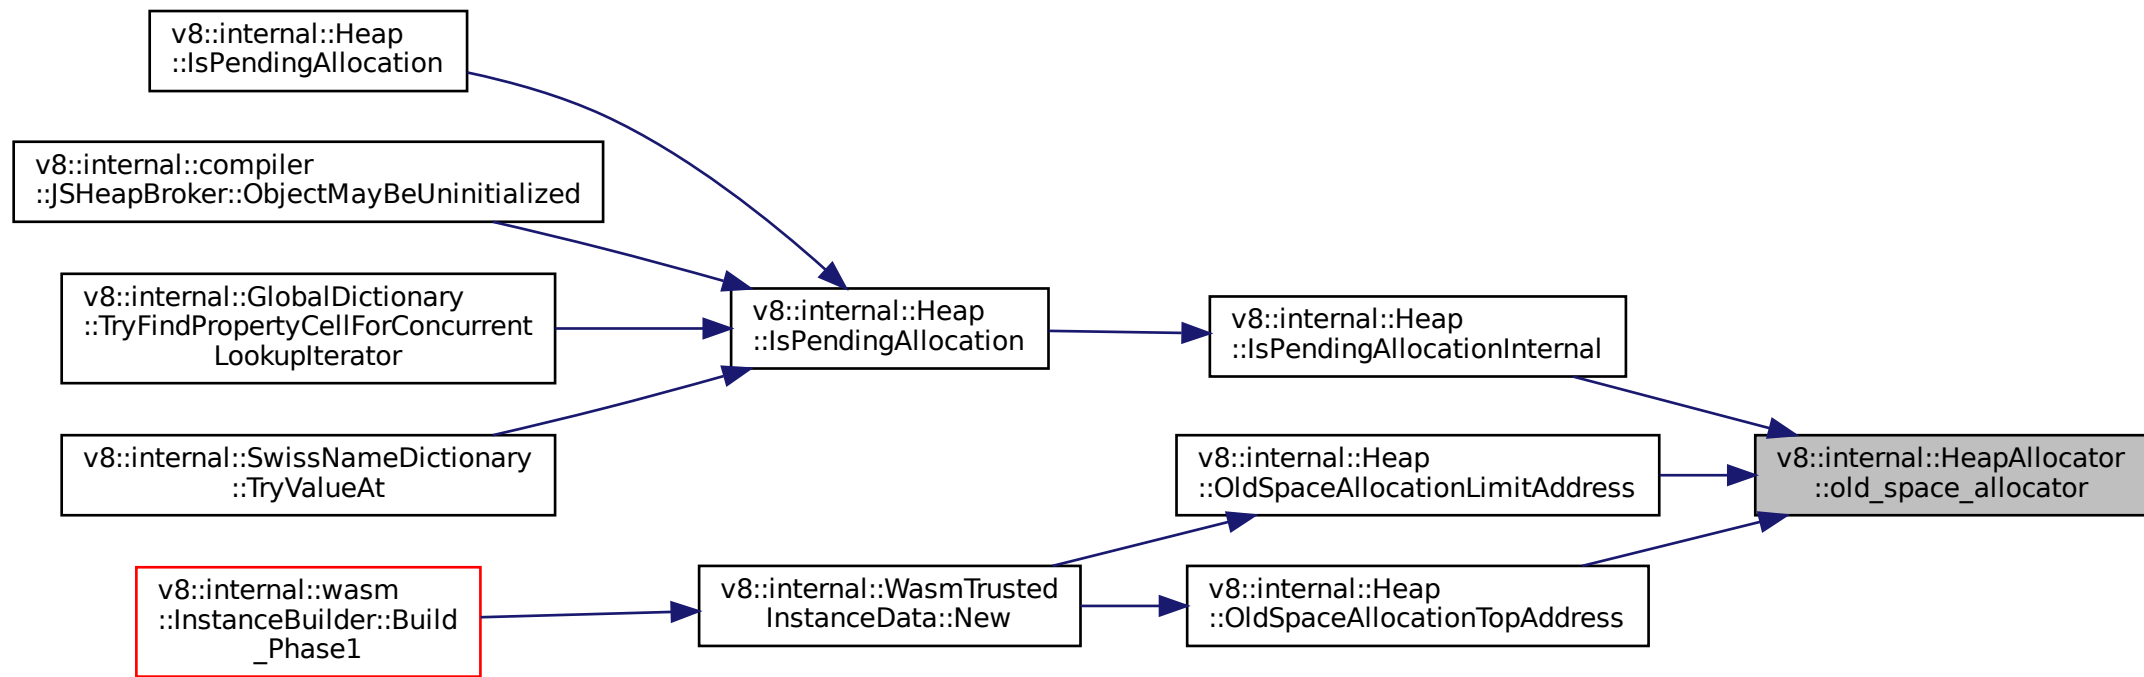 v8::internal::Heap
::IsPendingAllocation
v8::internal::compiler
::JSHeapBroker::ObjectMayBeUninitialized
v8::internal::GlobalDictionary
::TryFindPropertyCellForConcurrent
LookupIterator
v8::internal::SwissNameDictionary
::TryValueAt
v8::internal::wasm
::InstanceBuilder::Build
_Phase1
v8::internal::Heap
::IsPendingAllocation
v8::internal::WasmTrusted
InstanceData::New
v8::internal::Heap
::IsPendingAllocationInternal
v8::internal::Heap
::OldSpaceAllocationLimitAddress
v8::internal::Heap
::OldSpaceAllocationTopAddress
v8::internal::HeapAllocator
::old_space_allocator